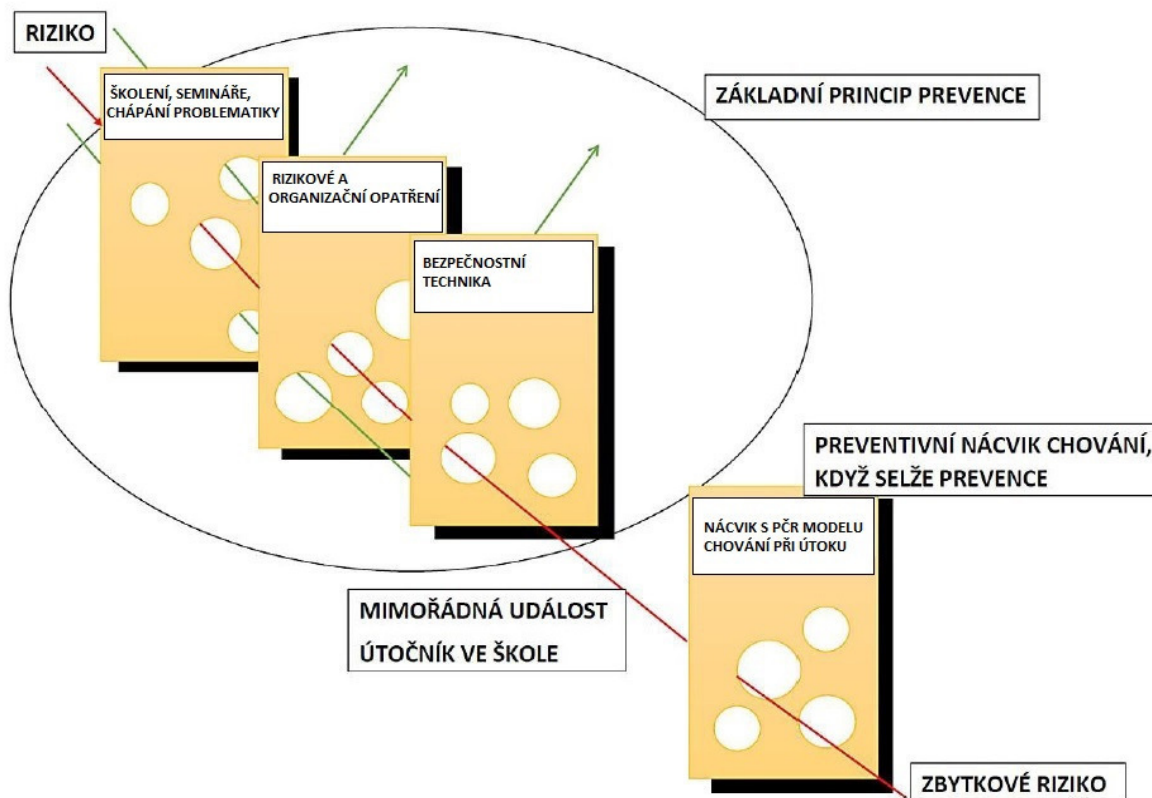 RIZIKO
ŠKOLENÍ, SEMINÁŘE,
CHÁPÁNÍ PROBLEMATIKY
ZÁKLADNÍ PRINCIP PREVENCE
RIZIKOVÉ A
ORGANIZAČNÍ OPATŘENÍ
BEZPEČNOSTNÍ
TECHNIKA
PREVENTIVNÍ NÁCVIK CHOVÁNÍ,
KDYŽ SELŽE PREVENCE
NÁCVIK S PČR MODELU
CHOVÁNÍ PŘI ÚTOKU
MIMOŘÁDNÁ UDÁLOST
ÚTOČNÍK VE ŠKOLE
ZBYTKOVÉ RIZIKO